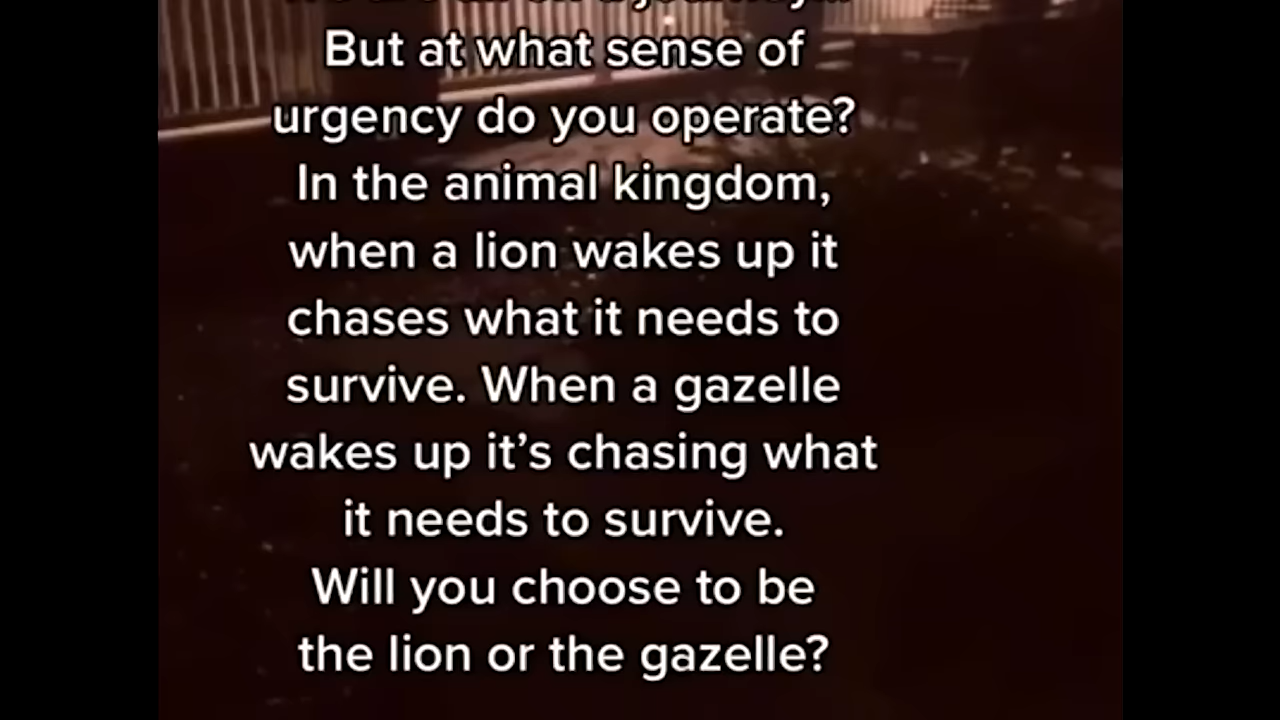 But at what sense of
urgency do you operate?
In the animal kingdom,
when a lion wakes up it
chases what it needs to
survive. When a gazelle
wakes up it’s chasing what
it needs to survive.
Will you choose to be
the lion or the gazelle?